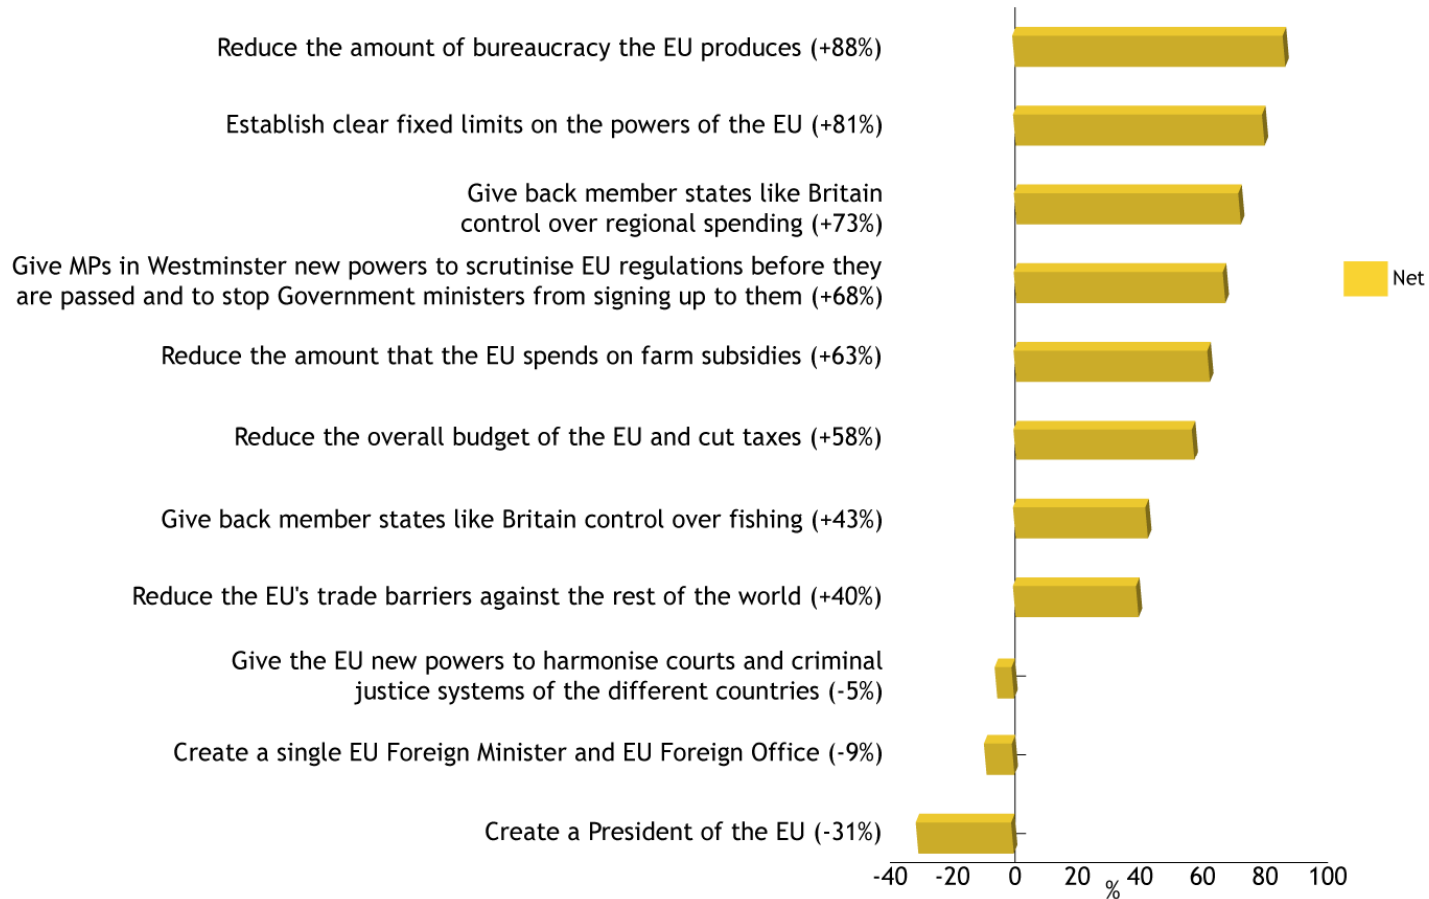 Reduce the amount of bureaucracy the EU produces (+88%)
Establish clear fixed limits on the powers of the EU (+81%)
Give back member states like Britain
control over regional spending (+73%)
Give MPs in Westminster new powers to scrutinise EU regulations before they
are passed and to stop Government ministers from signing up to them (+68%)
Net
Reduce the amount that the EU spends on farm subsidies (+63%)
Reduce the overall budget of the EU and cut taxes (+58%)
Give back member states like Britain control over fishing (+43%)
Reduce the EU's trade barriers against the rest of the world (+40%)
Give the EU new powers to harmonise courts and criminal
justice systems of the different countries (-5%)
Create a single EU Foreign Minister and EU Foreign Office (-9%)
Create a President of the EU (-31%)
-40 -20 0 20 40 60 80 100
%